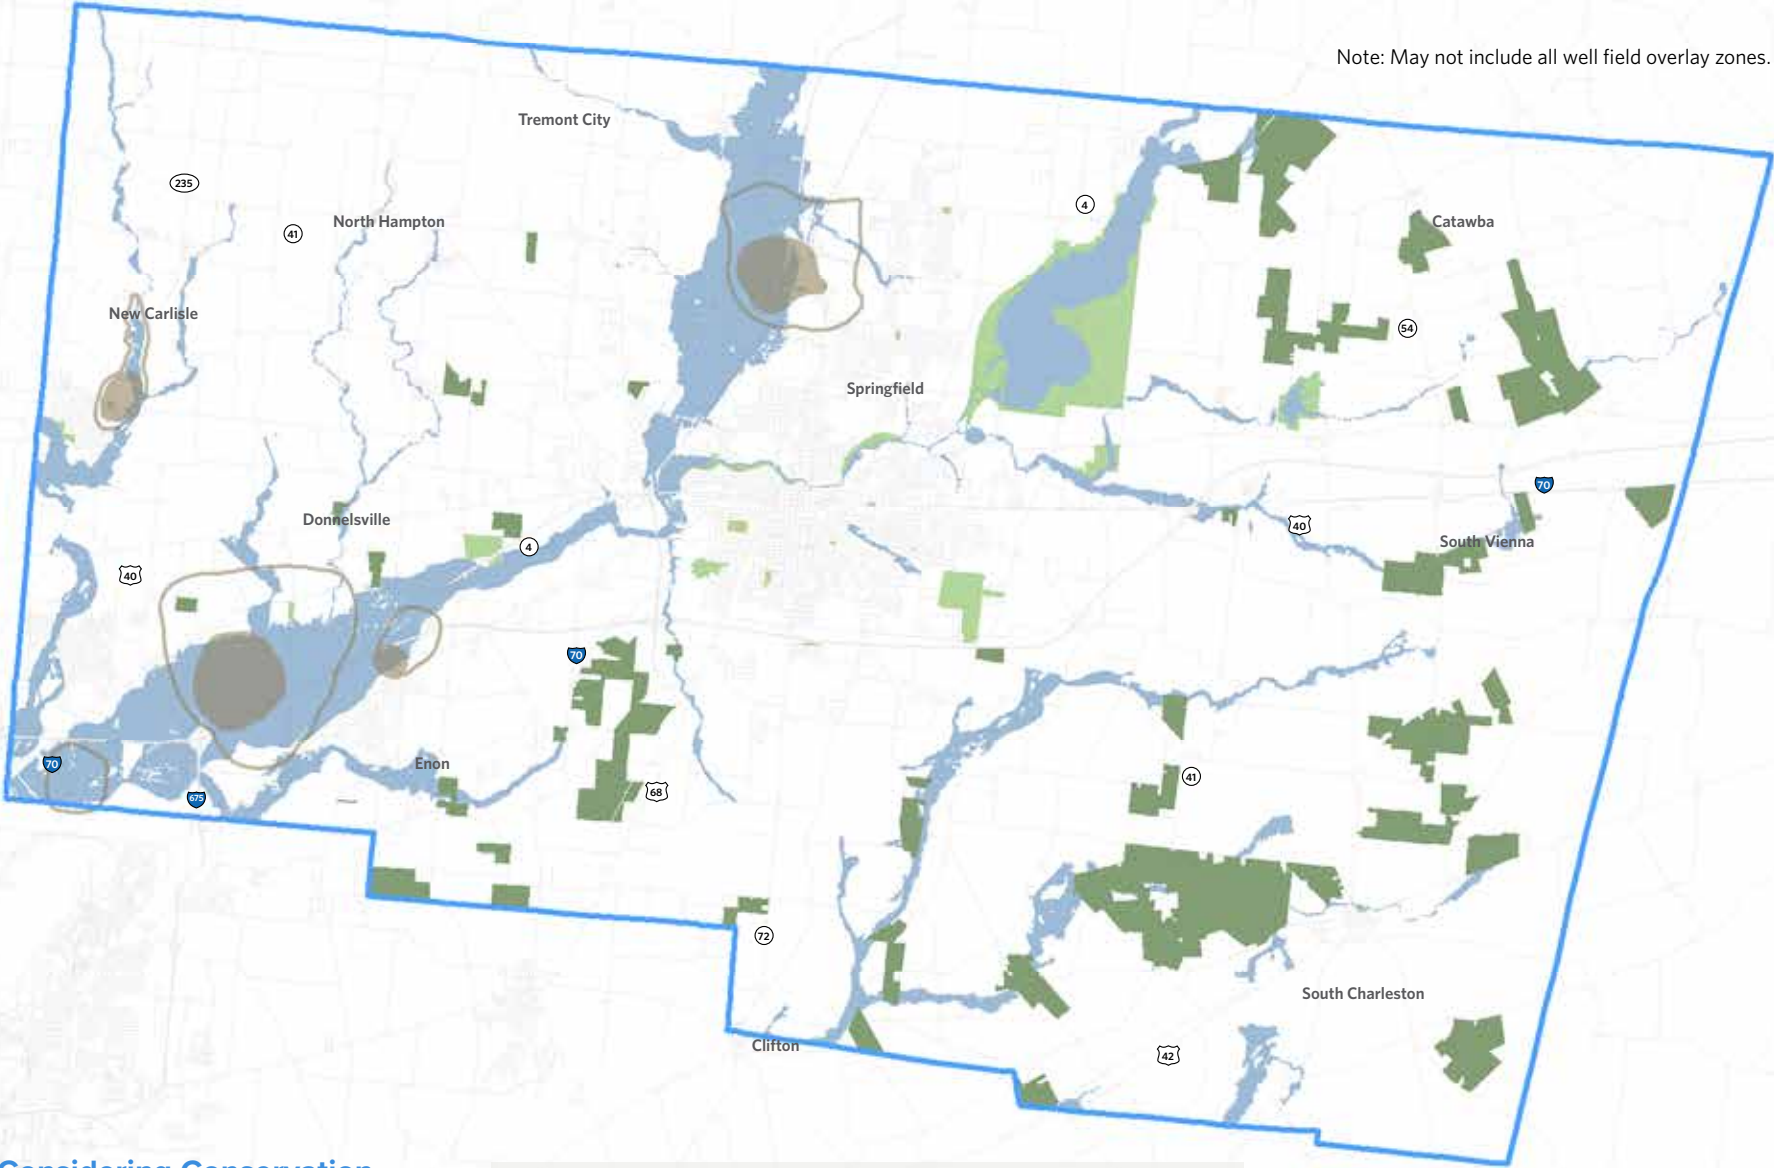 Note: May not include all well field overlay zones.
Tremont City
235
4
41
North Hampton
Catawba
New Carlisle
54
Springfield
70
Donnelsville
40
4
South Vienna
40
70
70
Enon
41
68
675
72
South Charleston
Clifton
42
Considering Conservation